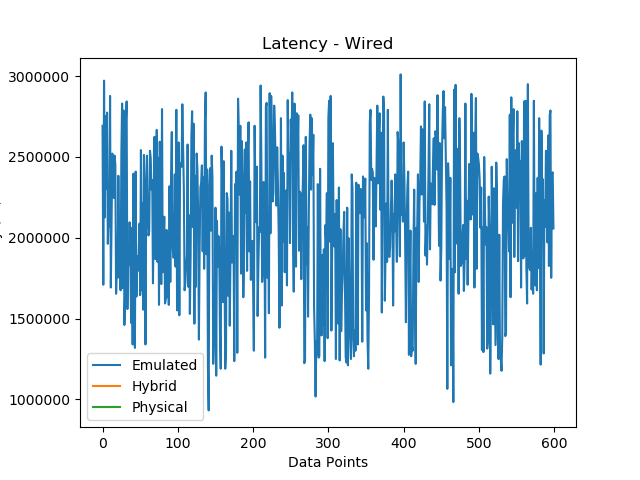 Latency - Wired
3000000
2500000
2000000
1500000
1000000
Emulated
Hybrid
Physical
0 100 200 300 400 500 600
Data Points